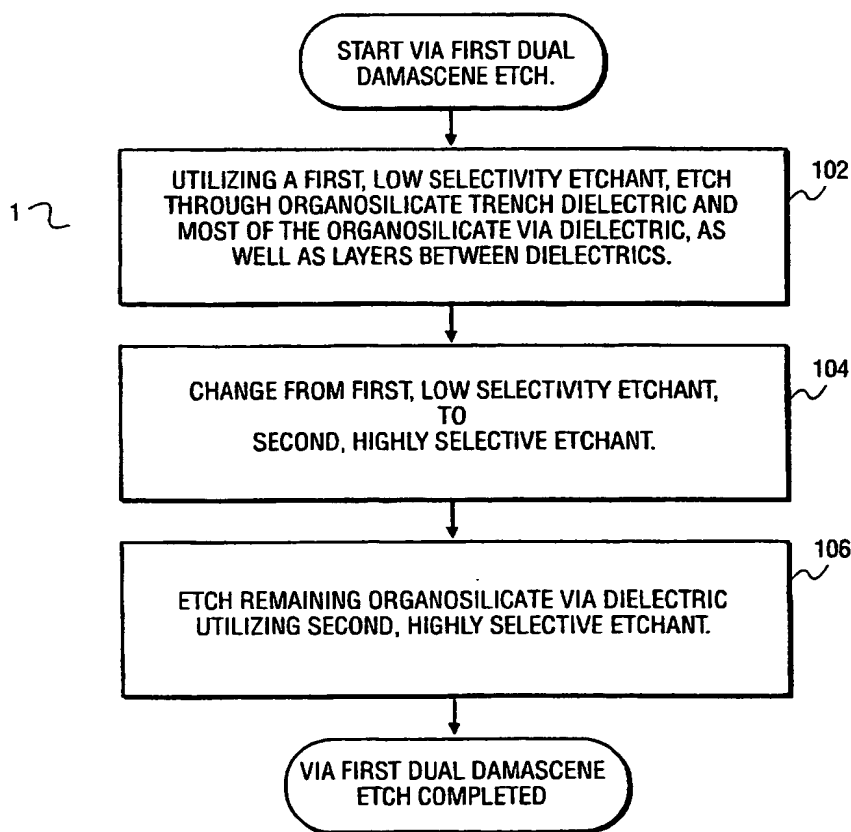 START VIA FIRST DUAL
DAMASCENE ETCH.
102
UTILIZING A FIRST, LOW SELECTIVITY ETCHANT, ETCH
THROUGH ORGANOSILICATE TRENCH DIELECTRIC AND
MOST OF THE ORGANOSILICATE VIA DIELECTRIC, AS
WELL AS LAYERS BETWEEN DIELECTRICS.
1
104
CHANGE FROM FIRST, LOW SELECTIVITY ETCHANT,
TO
SECOND, HIGHLY SELECTIVE ETCHANT.
106
ETCH REMAINING ORGANOSILICATE VIA DIELECTRIC
UTILIZING SECOND, HIGHLY SELECTIVE ETCHANT.
VIA FIRST DUAL DAMASCENE
ETCH COMPLETED